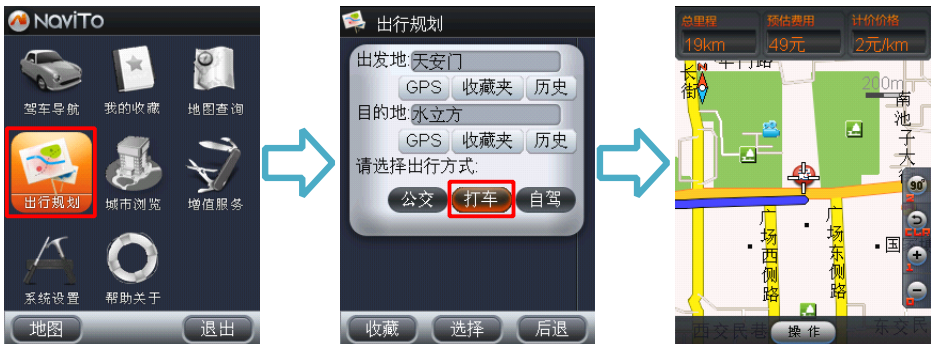 NaviTo
驾车导航 我的收藏 地图查询
出行规划 城市浏览 增值服务
系统设置 帮助关于
地图 退出
出行规划
出发地:天安门
GPS 收藏夹 历史
目的地:水立方
GPS 收藏夹 历史
请选择出行方式:
公交 打车 自驾
收藏 选择 后退
总里程 预估费用 计价价格
19km 49元 2元/km
200m
长街
南池子大
90°
广场西侧路
广场东侧路
国
西交民巷 操作 东交民